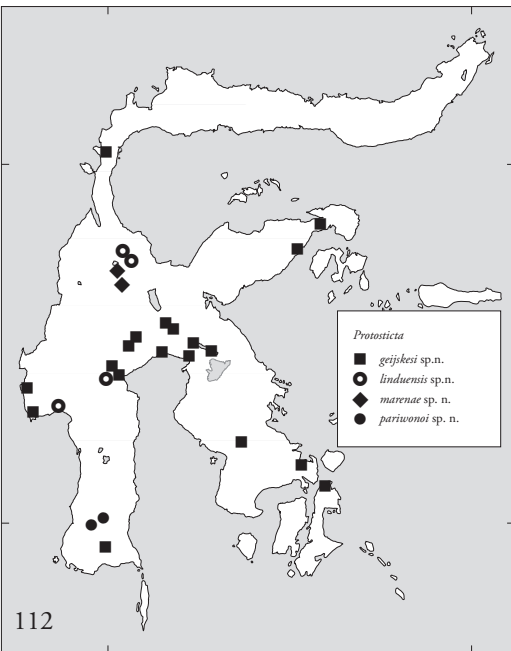 Protosticta
geijskesi sp.n.
linduensis sp.n.
marenae sp. n.
pariwonoi sp. n.
112